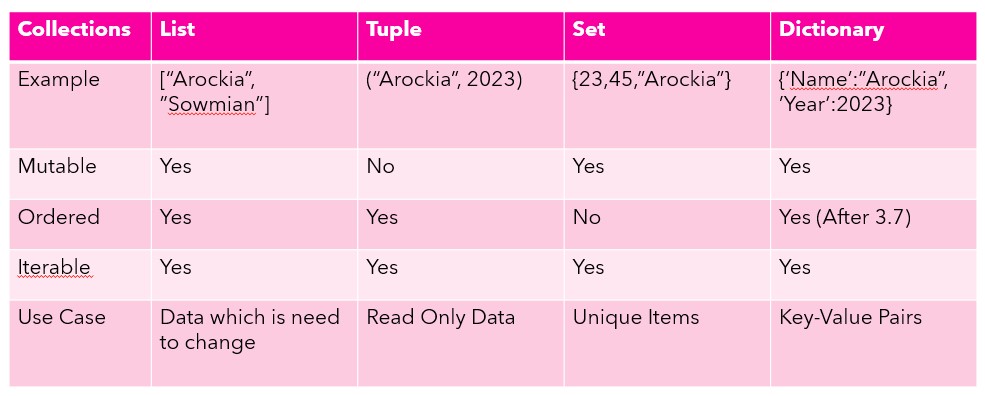 Collections List Tuple Set Dictionary
Example [“Arockia”, (“Arockia”, 2023) {23,45,”Arockia”} {‘Name’:”Arockia”,
”Sowmian”] ’Year’:2023}
Mutable Yes No Yes Yes
Ordered Yes Yes No Yes (After 3.7)
Iterable Yes Yes Yes Yes
Use Case Data which is need Read Only Data Unique Items Key-Value Pairs
to change